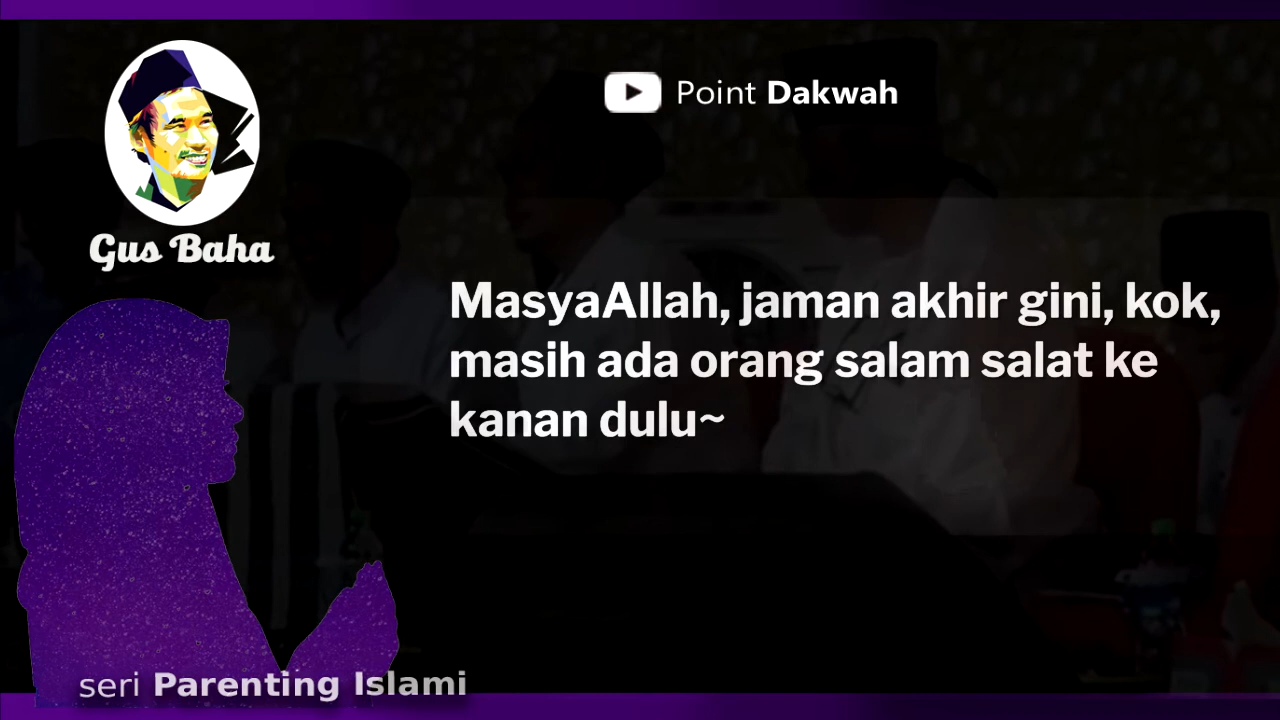 Point Dakwah
Gus Baha
MasyaAllah, jaman akhir gini, kok,
masih ada orang salam salat ke
kanan dulu~
seri Parenting Islami